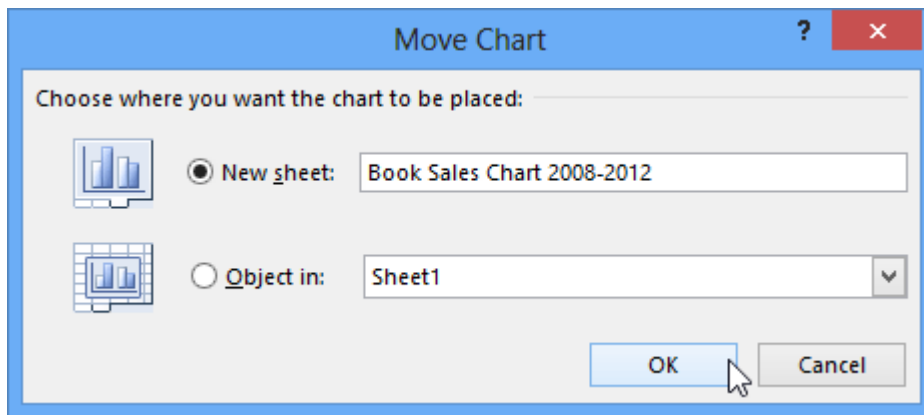 Move Chart
?
Choose where you want the chart to be placed:
New sheet: Book Sales Chart 2008-2012
Object in: Sheet1
OK Cancel